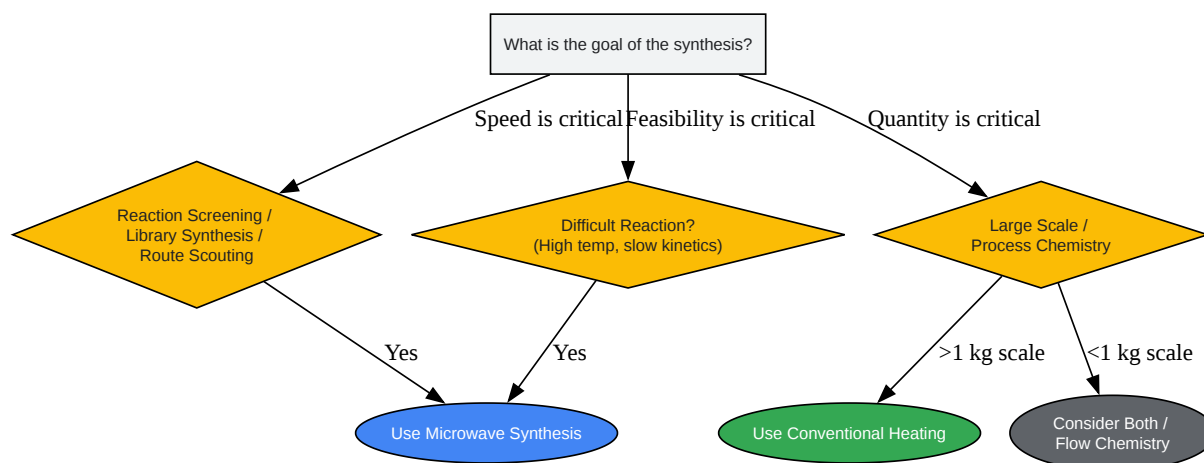 What is the goal of the synthesis?
Speed is critical
Feasibility is critical
Quantity is critical
Reaction Screening /
Library Synthesis /
Route Scouting
Difficult Reaction?
(High temp, slow kinetics)
Large Scale /
Process Chemistry
Yes
Yes
>1 kg scale
<1 kg scale
Use Microwave Synthesis
Use Conventional Heating
Consider Both /
Flow Chemistry